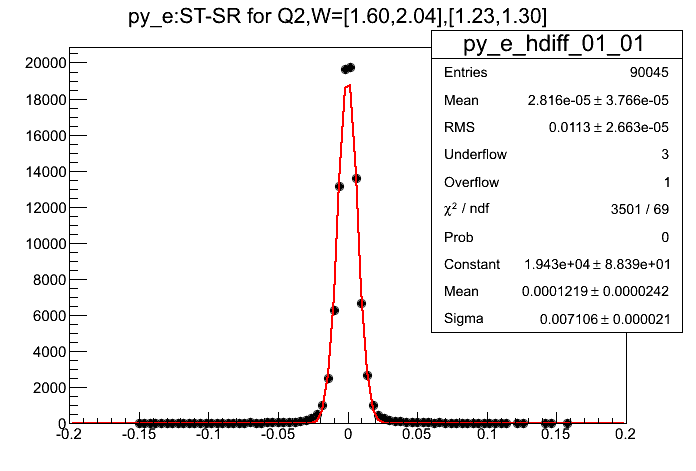 py_e:ST-SR for Q2,W=[1.60,2.04],[1.23,1.30]
py_e_hdiff_01_01
Entries 90045
Mean 2.816e-05 ± 3.766e-05
RMS 0.0113 ± 2.663e-05
Underflow 3
Overflow 1
χ² / ndf 3501 / 69
Prob 0
Constant 1.943e+04 ± 8.839e+01
Mean 0.0001219 ± 0.0000242
Sigma 0.007106 ± 0.000021
20000
18000
16000
14000
12000
10000
8000
6000
4000
2000
0
-0.2 -0.15 -0.1 -0.05 0 0.05 0.1 0.15 0.2